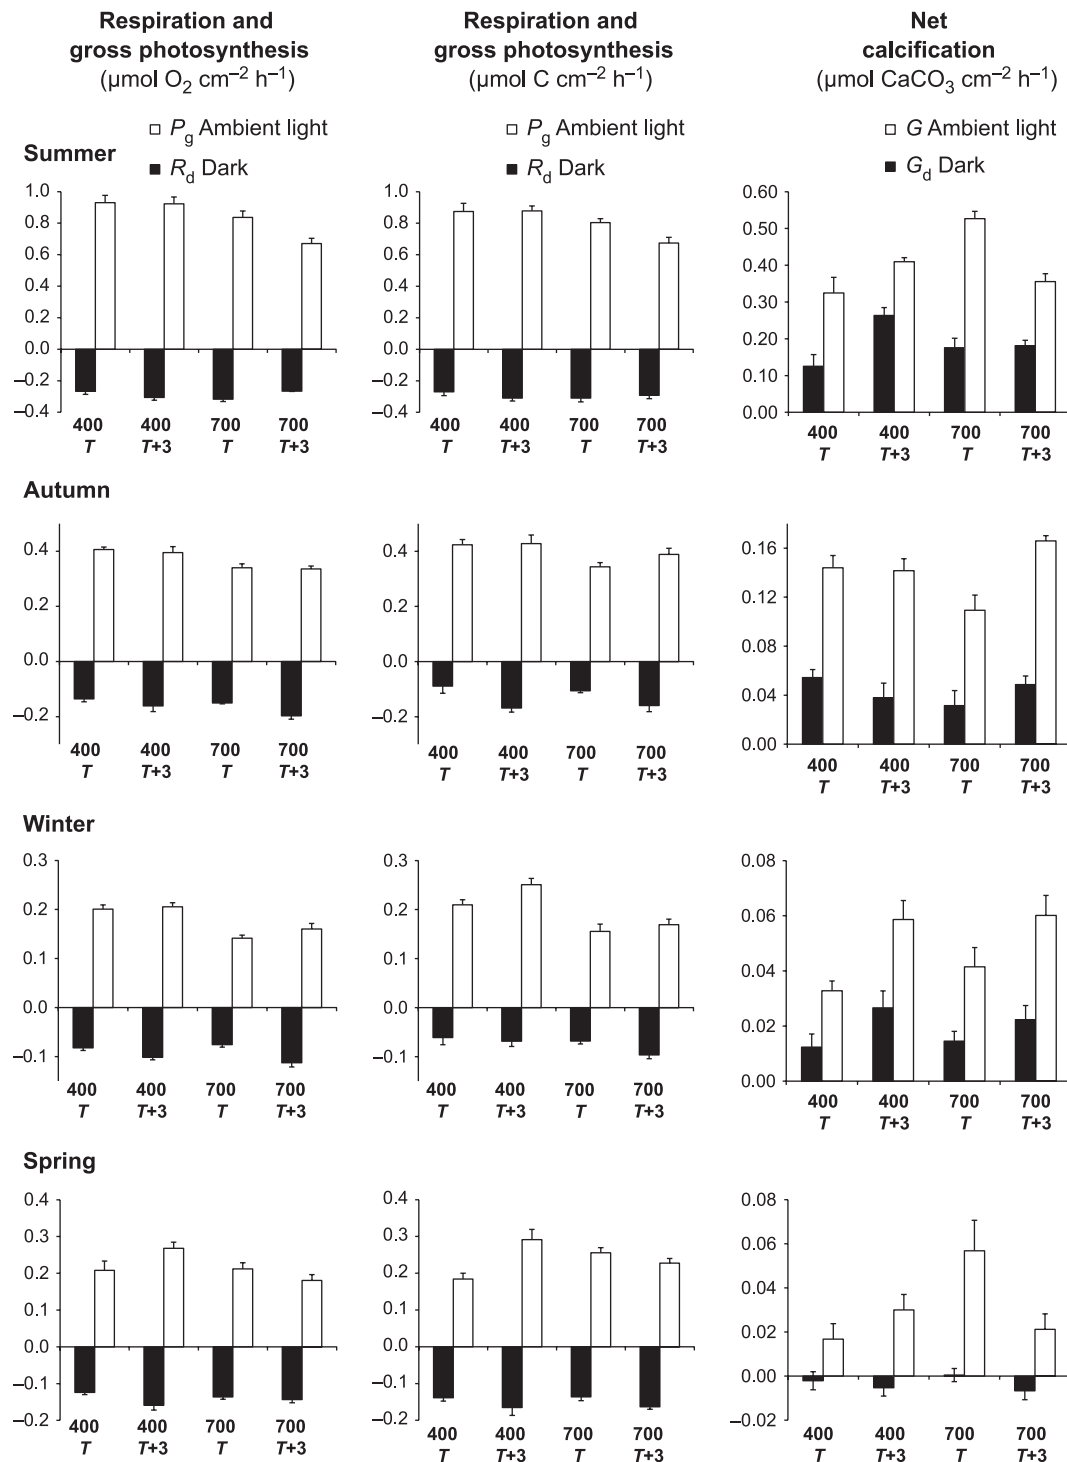 Respiration and
gross photosynthesis
(µmol O2 cm–2 h–1)
Respiration and
gross photosynthesis
(µmol C cm–2 h–1)
Net
calcification
(µmol CaCO3 cm–2 h–1)
Pg Ambient light
Rd Dark
Pg Ambient light
Rd Dark
G Ambient light
Gd Dark
Summer
1.0
0.8
0.6
0.4
0.2
0.0
–0.2
–0.4
400 400 700 700
T T+3 T T+3
1.0
0.8
0.6
0.4
0.2
0.0
–0.2
–0.4
400 400 700 700
T T+3 T T+3
0.60
0.50
0.40
0.30
0.20
0.10
0.00
400 400 700 700
T T+3 T T+3
Autumn
0.4
0.2
0.0
–0.2
400 400 700 700
T T+3 T T+3
0.4
0.2
0.0
–0.2
400 400 700 700
T T+3 T T+3
0.16
0.12
0.08
0.04
0.00
400 400 700 700
T T+3 T T+3
Winter
0.3
0.2
0.1
0.0
–0.1
400 400 700 700
T T+3 T T+3
0.3
0.2
0.1
0.0
–0.1
400 400 700 700
T T+3 T T+3
0.08
0.06
0.04
0.02
0.00
400 400 700 700
T T+3 T T+3
Spring
0.4
0.3
0.2
0.1
0.0
–0.1
–0.2
400 400 700 700
T T+3 T T+3
0.4
0.3
0.2
0.1
0.0
–0.1
–0.2
400 400 700 700
T T+3 T T+3
0.08
0.06
0.04
0.02
0.00
–0.02
400 400 700 700
T T+3 T T+3